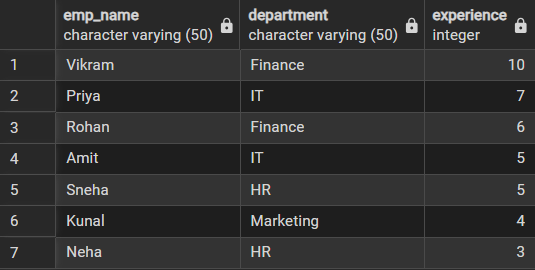 emp_name department experience
character varying (50) character varying (50) integer
1 Vikram Finance 10
2 Priya IT 7
3 Rohan Finance 6
4 Amit IT 5
5 Sneha HR 5
6 Kunal Marketing 4
7 Neha HR 3